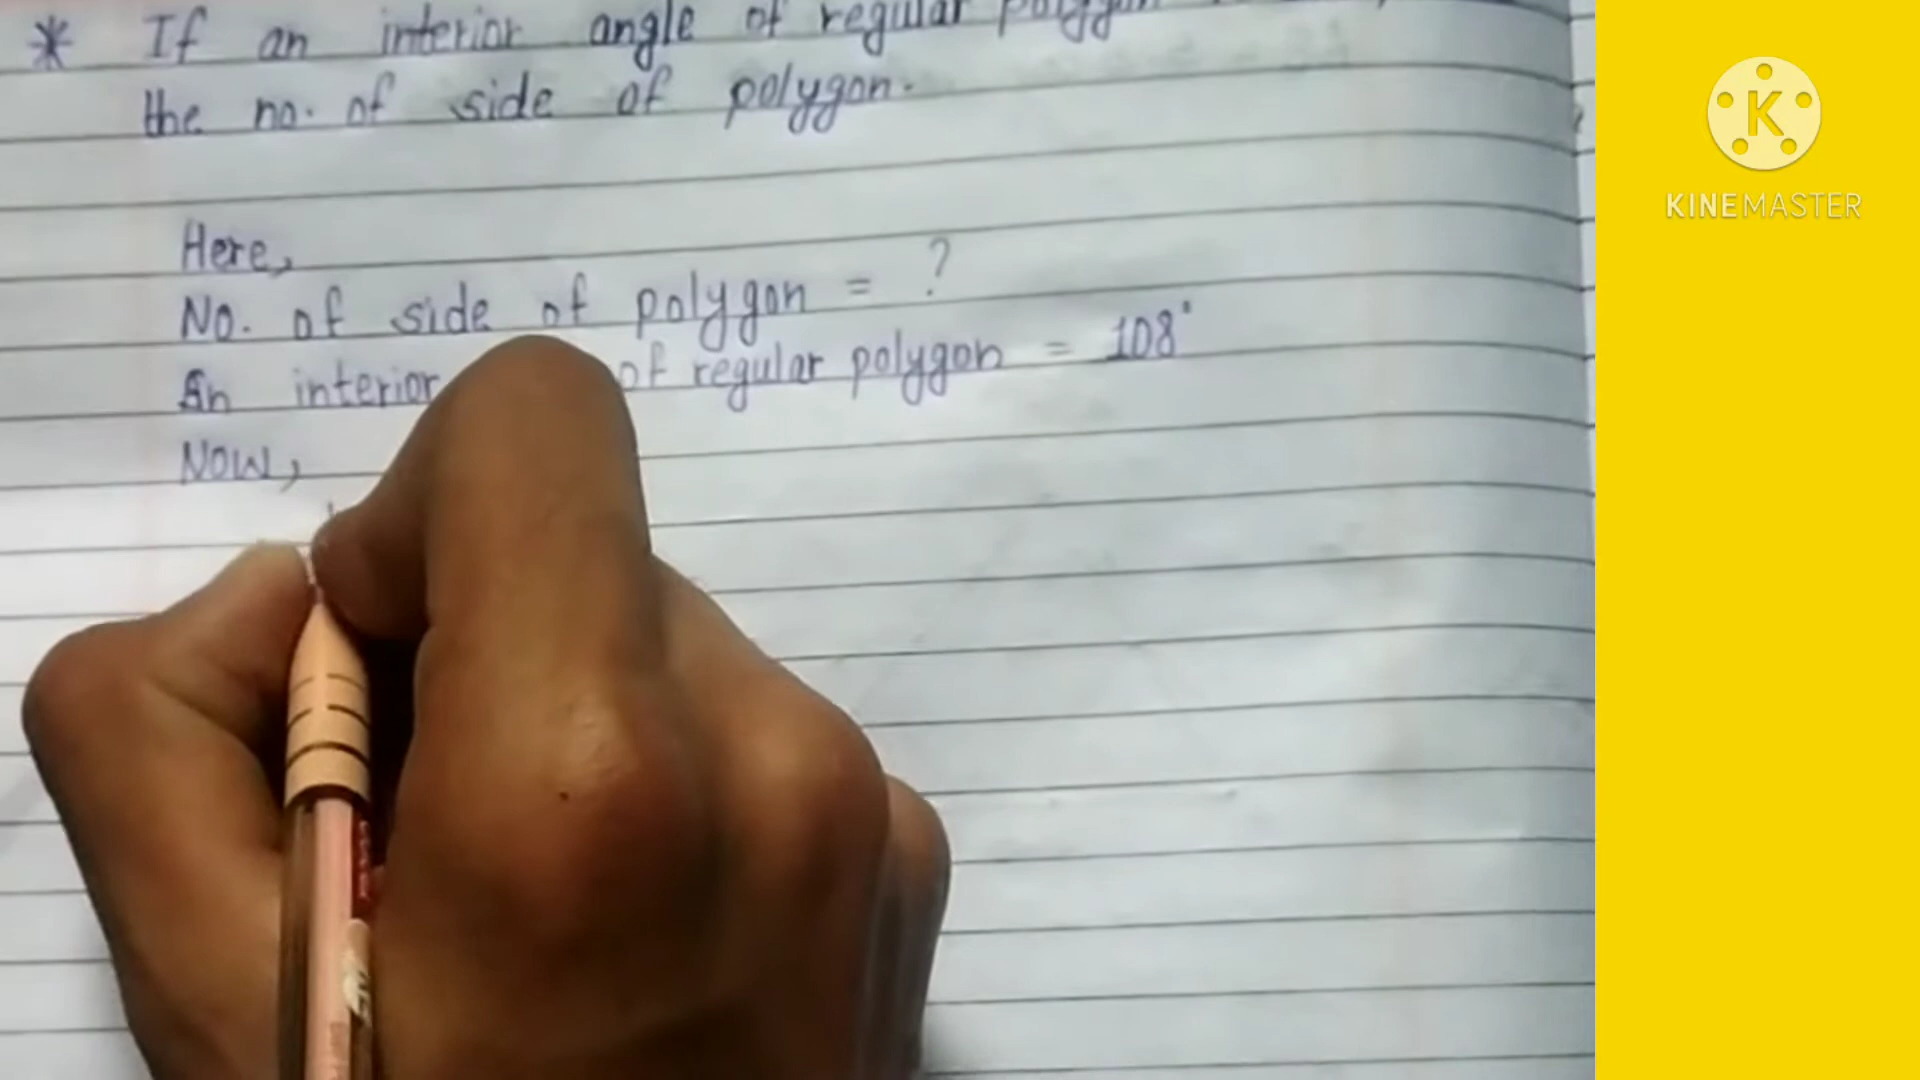 * If an interior angle of regular polygon
the no. of side of polygon.
Here,
No. of side of polygon = ?
An interior of regular polygon = 108°
Now,
K
KINEMASTER